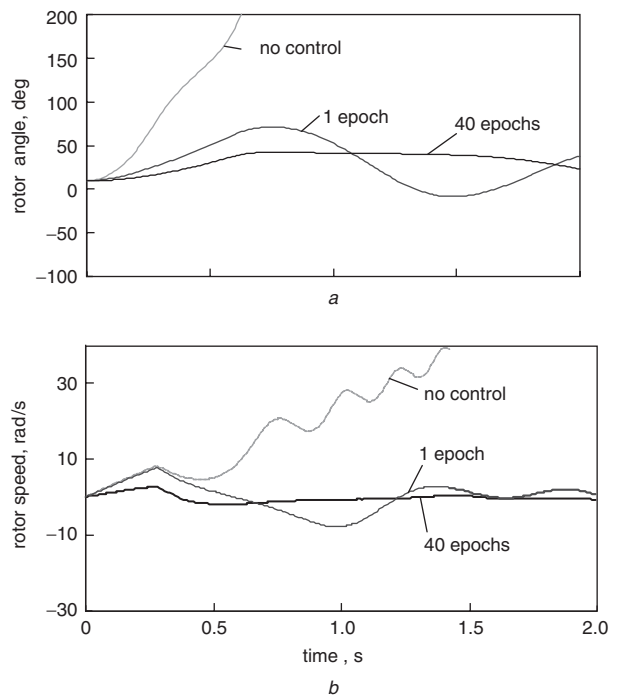 200
150
100
50
0
−50
−100
rotor angle, deg
no control
1 epoch
40 epochs
a
30
10
−10
−30
rotor speed, rad/s
no control
1 epoch
40 epochs
0
0.5
1.0
1.5
2.0
time , s
b